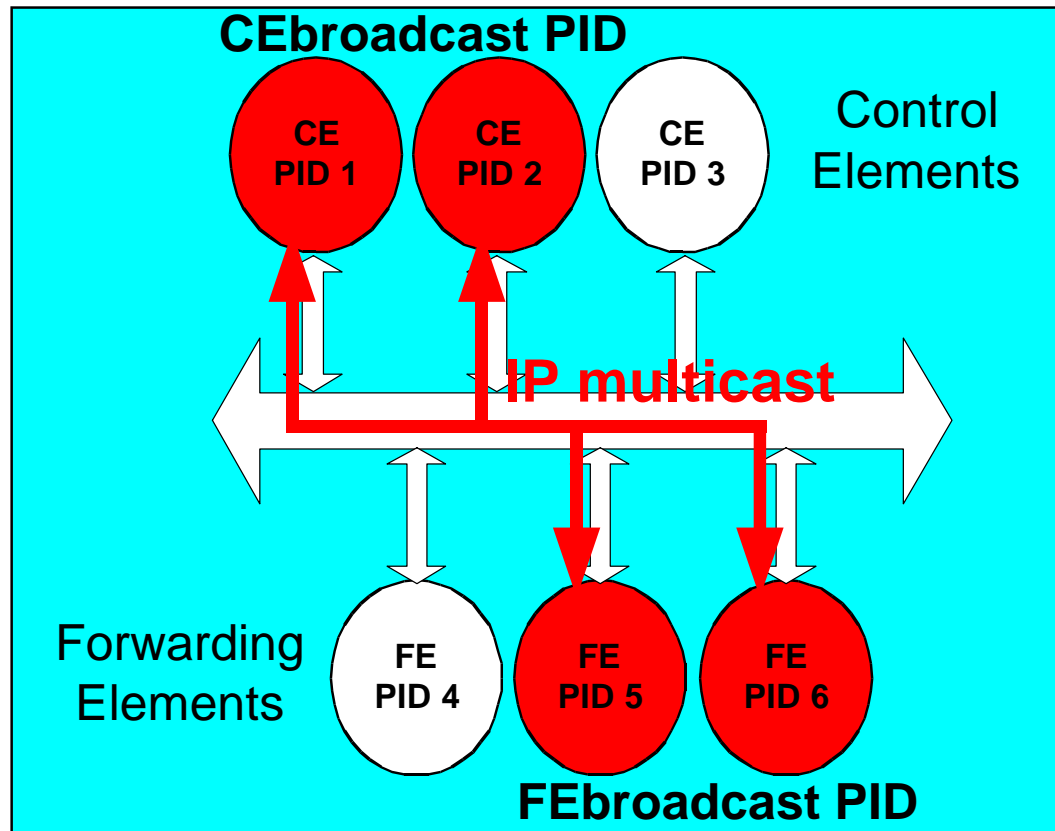 CEbroadcast PID
CE
PID 1
CE
PID 2
CE
PID 3
Control
Elements
IP multicast
Forwarding
Elements
FE
PID 4
FE
PID 5
FE
PID 6
FEbroadcast PID